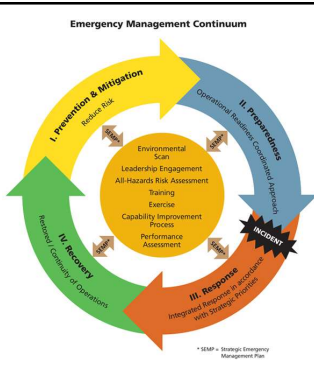 Emergency Management Continuum
I. Prevention & Mitigation
Reduce Risk
II. Preparedness
Operational Readiness Coordinated Approach
INCIDENT
III. Response
Integrated Response in accordance
with Strategic Priorities
IV. Recovery
Restored / Continuity of Operations
SEMP*
SEMP*
SEMP*
SEMP*
Environmental
Scan
Leadership Engagement
All-Hazards Risk Assessment
Training
Exercise
Capability Improvement
Process
Performance
Assessment
* SEMP = Strategic Emergency
Management Plan